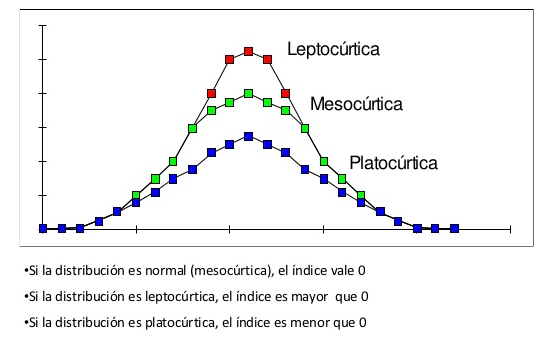 Leptocúrtica
Mesocúrtica
Platocúrtica
•Si la distribución es normal (mesocúrtica), el índice vale 0
•Si la distribución es leptocúrtica, el índice es mayor que 0
•Si la distribución es platocúrtica, el índice es menor que 0